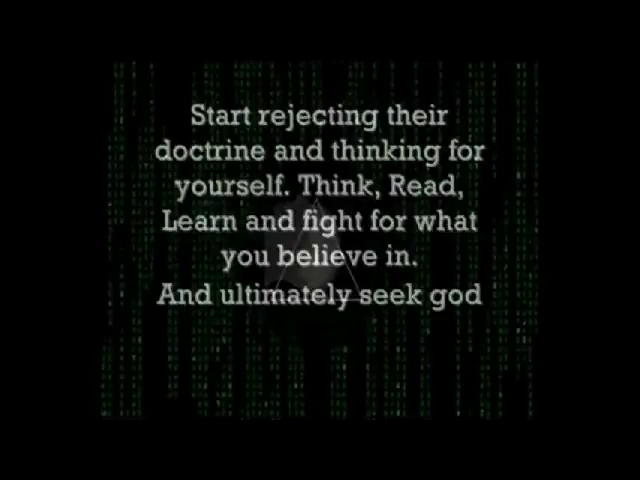 Start rejecting their
doctrine and thinking for
yourself. Think, Read,
Learn and fight for what
you believe in.
And ultimately seek god